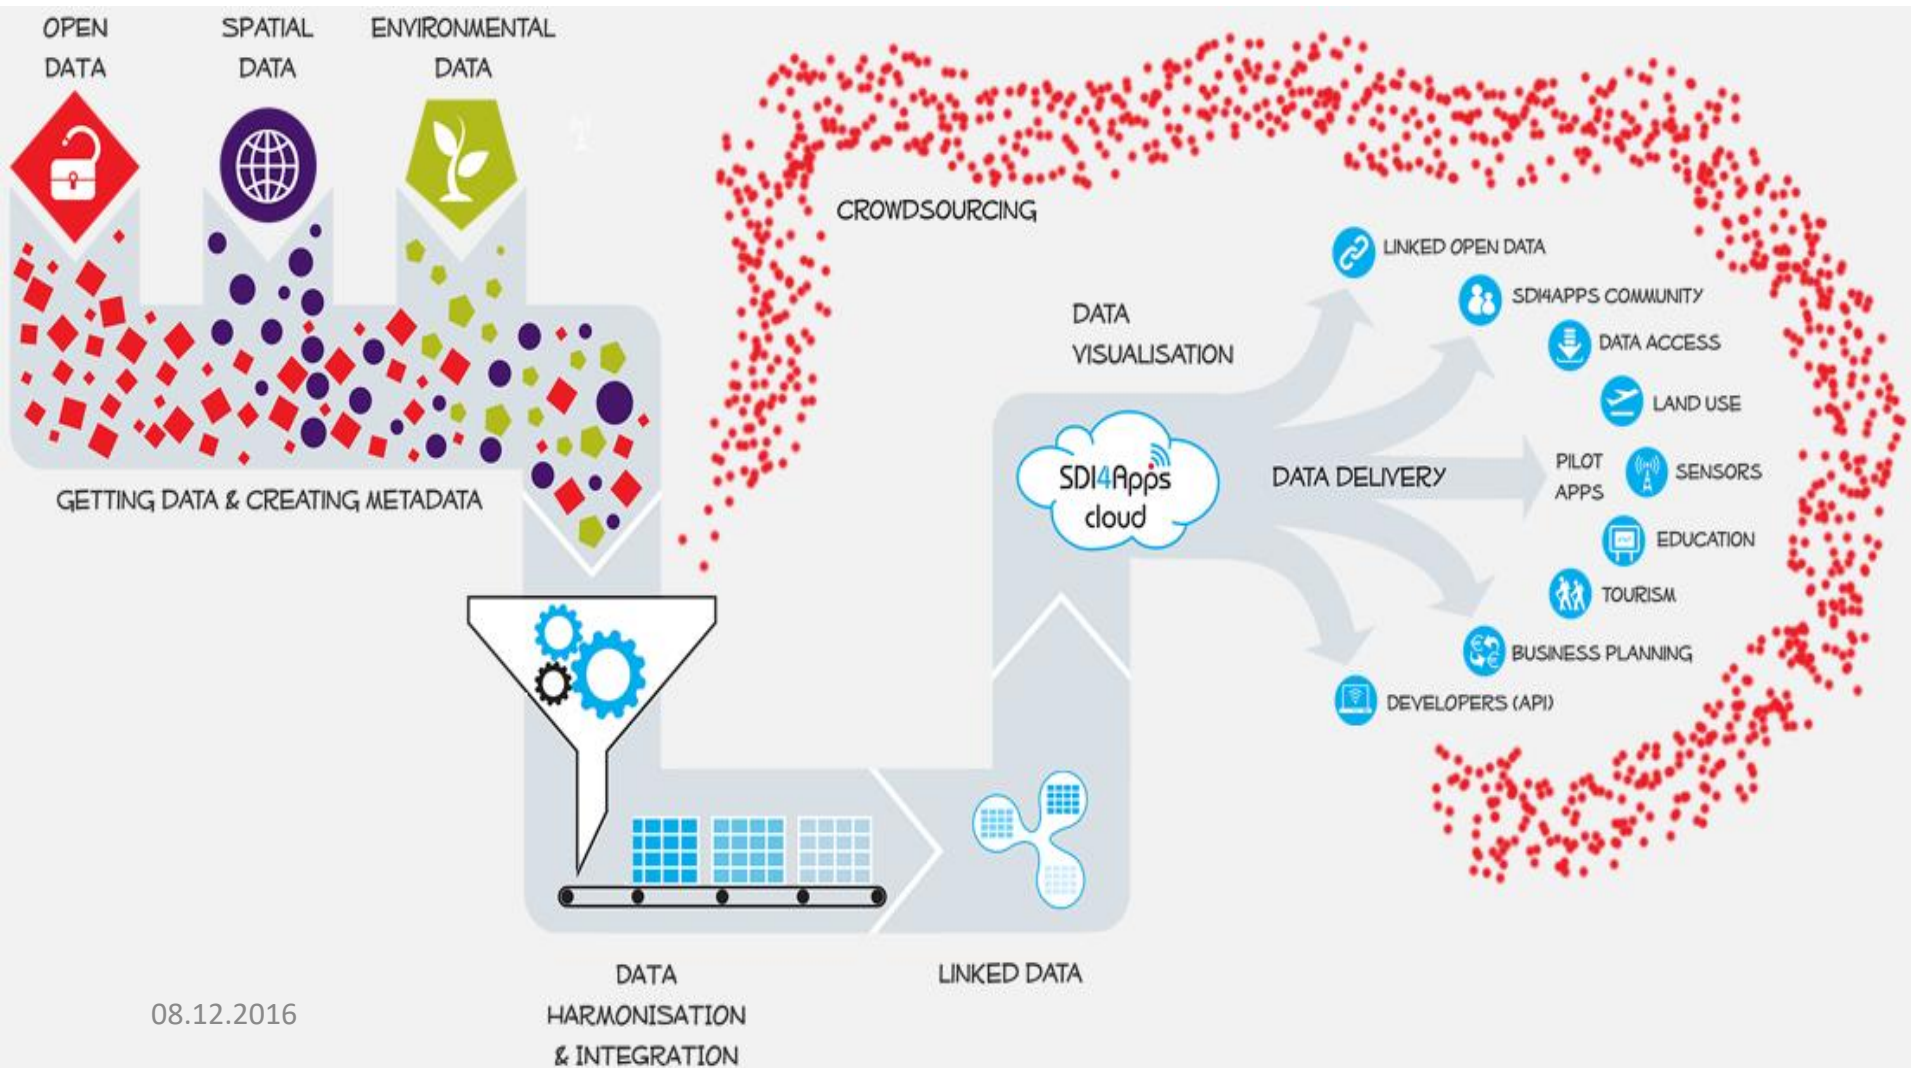 OPEN
DATA
SPATIAL
DATA
ENVIRONMENTAL
DATA
CROWDSOURCING
GETTING DATA & CREATING METADATA
DATA
VISUALISATION
SDI4Apps
cloud
DATA DELIVERY
LINKED OPEN DATA
SDI4APPS COMMUNITY
DATA ACCESS
LAND USE
PILOT
APPS
SENSORS
EDUCATION
TOURISM
BUSINESS PLANNING
DEVELOPERS (API)
DATA
HARMONISATION
& INTEGRATION
LINKED DATA
08.12.2016